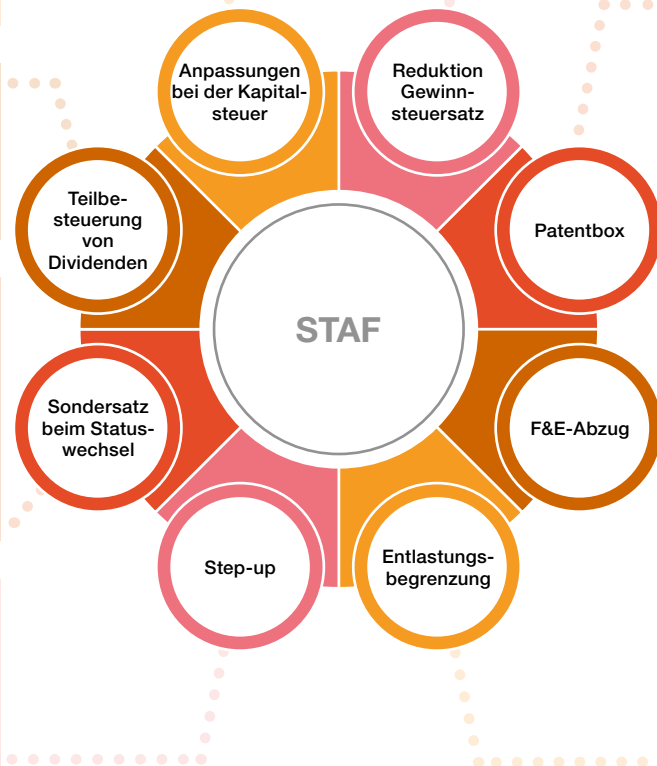 Anpassungen
bei der Kapital-
steuer
Reduktion
Gewinn-
steuersatz
Teilbe-
steuerung
von
Dividenden
Patentbox
STAF
Sondersatz
beim Status-
wechsel
F&E-Abzug
Step-up
Entlastungs-
begrenzung